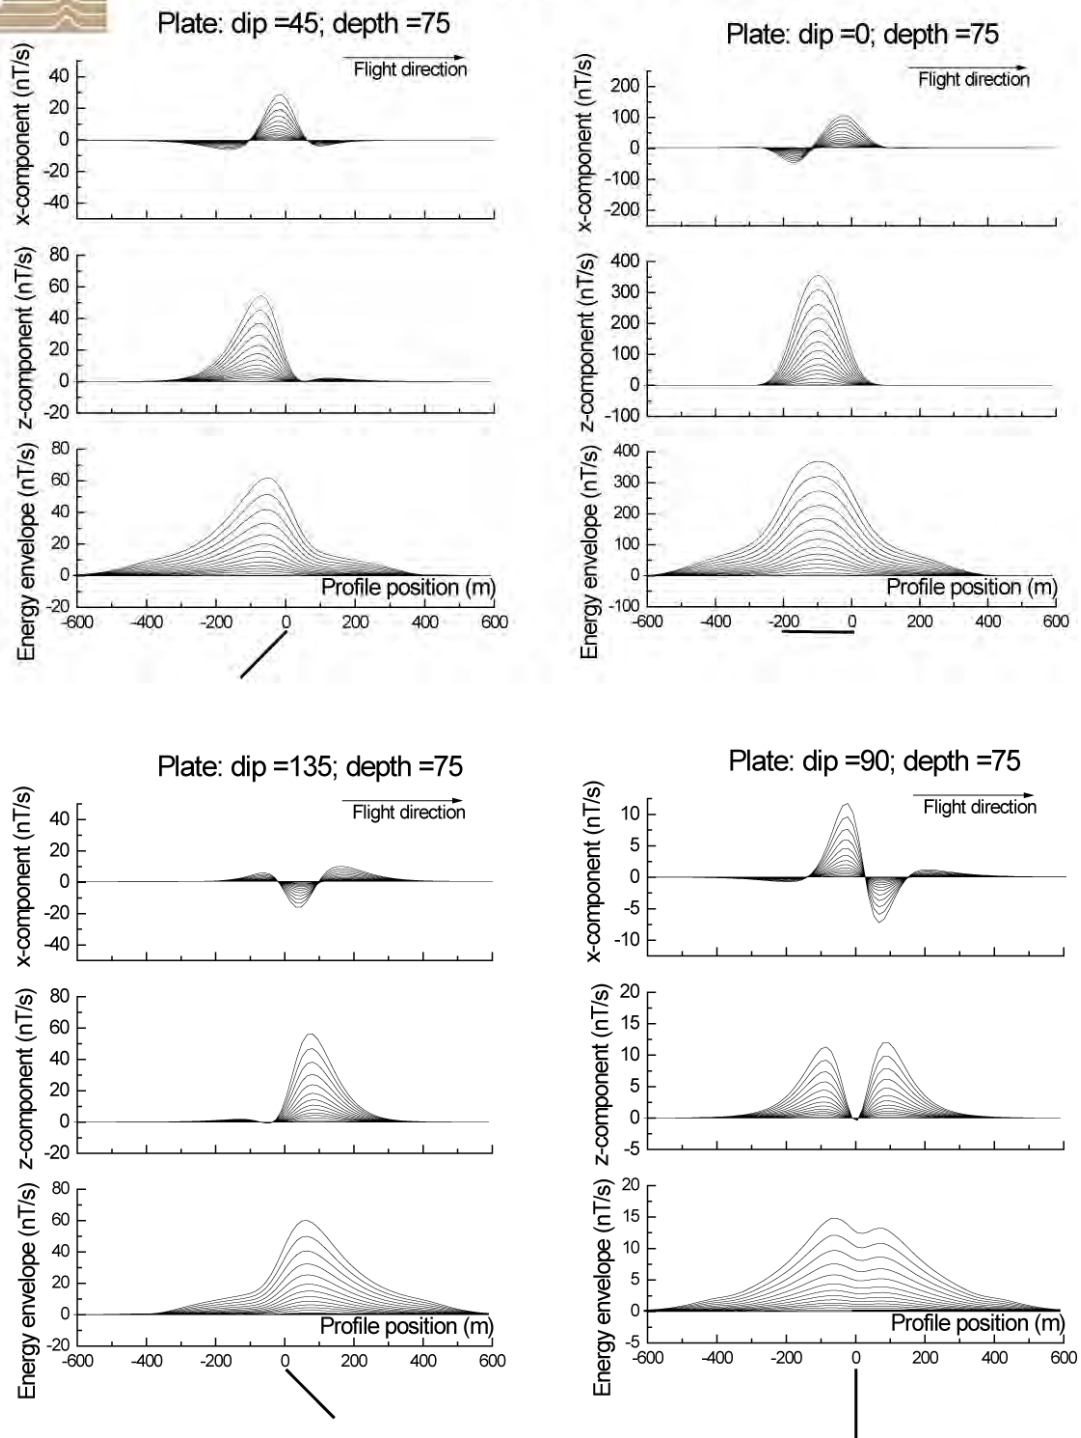 Plate: dip =45; depth =75
Flight direction
x-component (nT/s)
40
20
0
-20
-40
z-component (nT/s)
80
60
40
20
0
-20
Energy envelope (nT/s)
80
60
40
20
0
-20
Profile position (m)
-600 -400 -200 0 200 400 600
Plate: dip =0; depth =75
Flight direction
x-component (nT/s)
200
100
0
-100
-200
z-component (nT/s)
400
300
200
100
0
-100
Energy envelope (nT/s)
400
300
200
100
0
-100
Profile position (m)
-600 -400 -200 0 200 400 600
Plate: dip =135; depth =75
Flight direction
x-component (nT/s)
40
20
0
-20
-40
z-component (nT/s)
80
60
40
20
0
-20
Energy envelope (nT/s)
80
60
40
20
0
-20
Profile position (m)
-600 -400 -200 0 200 400 600
Plate: dip =90; depth =75
Flight direction
x-component (nT/s)
10
5
0
-5
-10
z-component (nT/s)
20
15
10
5
0
-5
Energy envelope (nT/s)
20
15
10
5
0
-5
Profile position (m)
-600 -400 -200 0 200 400 600